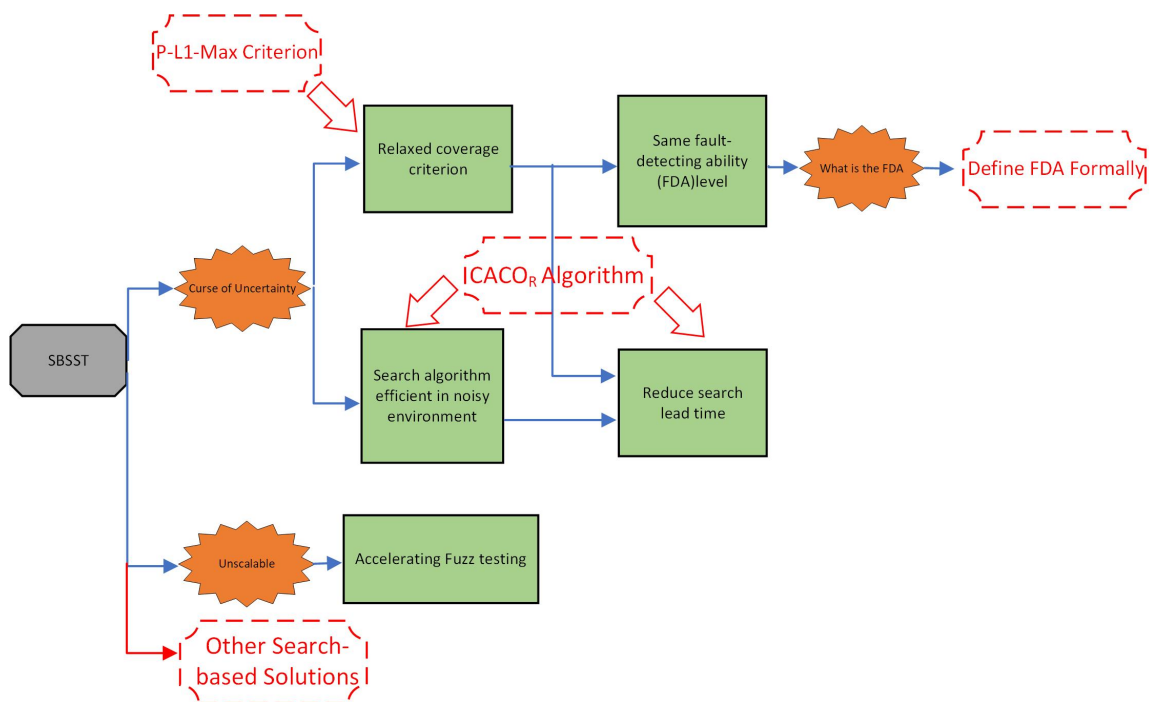 P-L1-Max Criterion
Relaxed coverage
criterion
Same fault-
detecting ability
(FDA)level
What is the FDA
Define FDA Formally
Curse of Uncertainty
ICACO_R Algorithm
SBSST
Search algorithm
efficient in noisy
environment
Reduce search
lead time
Unscalable
Accelerating Fuzz testing
Other Search-
based Solutions